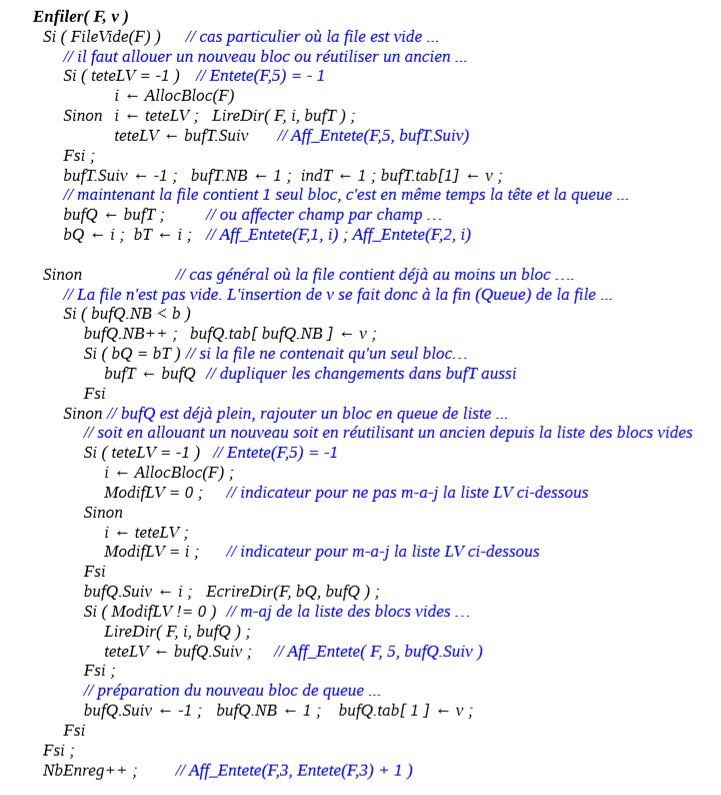 Enfiler( F, v )
Si ( FileVide(F) ) // cas particulier où la file est vide ...
// il faut allouer un nouveau bloc ou réutiliser un ancien ...
Si ( teteLV = -1 ) // Entete(F,5) = - 1
i ← AllocBloc(F)
Sinon i ← teteLV ; LireDir( F, i, bufT ) ;
teteLV ← bufT.Suiv // Aff_Entete(F,5, bufT.Suiv)
Fsi ;
bufT.Suiv ← -1 ; bufT.NB ← 1 ; indT ← 1 ; bufT.tab[1] ← v ;
// maintenant la file contient 1 seul bloc, c'est en même temps la tête et la queue ...
bufQ ← bufT ; // ou affecter champ par champ ...
bQ ← i ; bT ← i ; // Aff_Entete(F,1, i) ; Aff_Entete(F,2, i)
Sinon // cas général où la file contient déjà au moins un bloc ....
// La file n'est pas vide. L'insertion de v se fait donc à la fin (Queue) de la file ...
Si ( bufQ.NB < b )
bufQ.NB++ ; bufQ.tab[ bufQ.NB ] ← v ;
Si ( bQ = bT ) // si la file ne contenait qu'un seul bloc...
bufT ← bufQ // dupliquer les changements dans bufT aussi
Fsi
Sinon // bufQ est déjà plein, rajouter un bloc en queue de liste ...
// soit en allouant un nouveau soit en réutilisant un ancien depuis la liste des blocs vides
Si ( teteLV = -1 ) // Entete(F,5) = -1
i ← AllocBloc(F) ;
ModifLV = 0 ; // indicateur pour ne pas m-a-j la liste LV ci-dessous
Sinon
i ← teteLV ;
ModifLV = i ; // indicateur pour m-a-j la liste LV ci-dessous
Fsi
bufQ.Suiv ← i ; EcrireDir(F, bQ, bufQ ) ;
Si ( ModifLV != 0 ) // m-aj de la liste des blocs vides ...
LireDir( F, i, bufQ ) ;
teteLV ← bufQ.Suiv ; // Aff_Entete( F, 5, bufQ.Suiv )
Fsi ;
// préparation du nouveau bloc de queue ...
bufQ.Suiv ← -1 ; bufQ.NB ← 1 ; bufQ.tab[ 1 ] ← v ;
Fsi
Fsi ;
NbEnreg++ ; // Aff_Entete(F,3, Entete(F,3) + 1 )